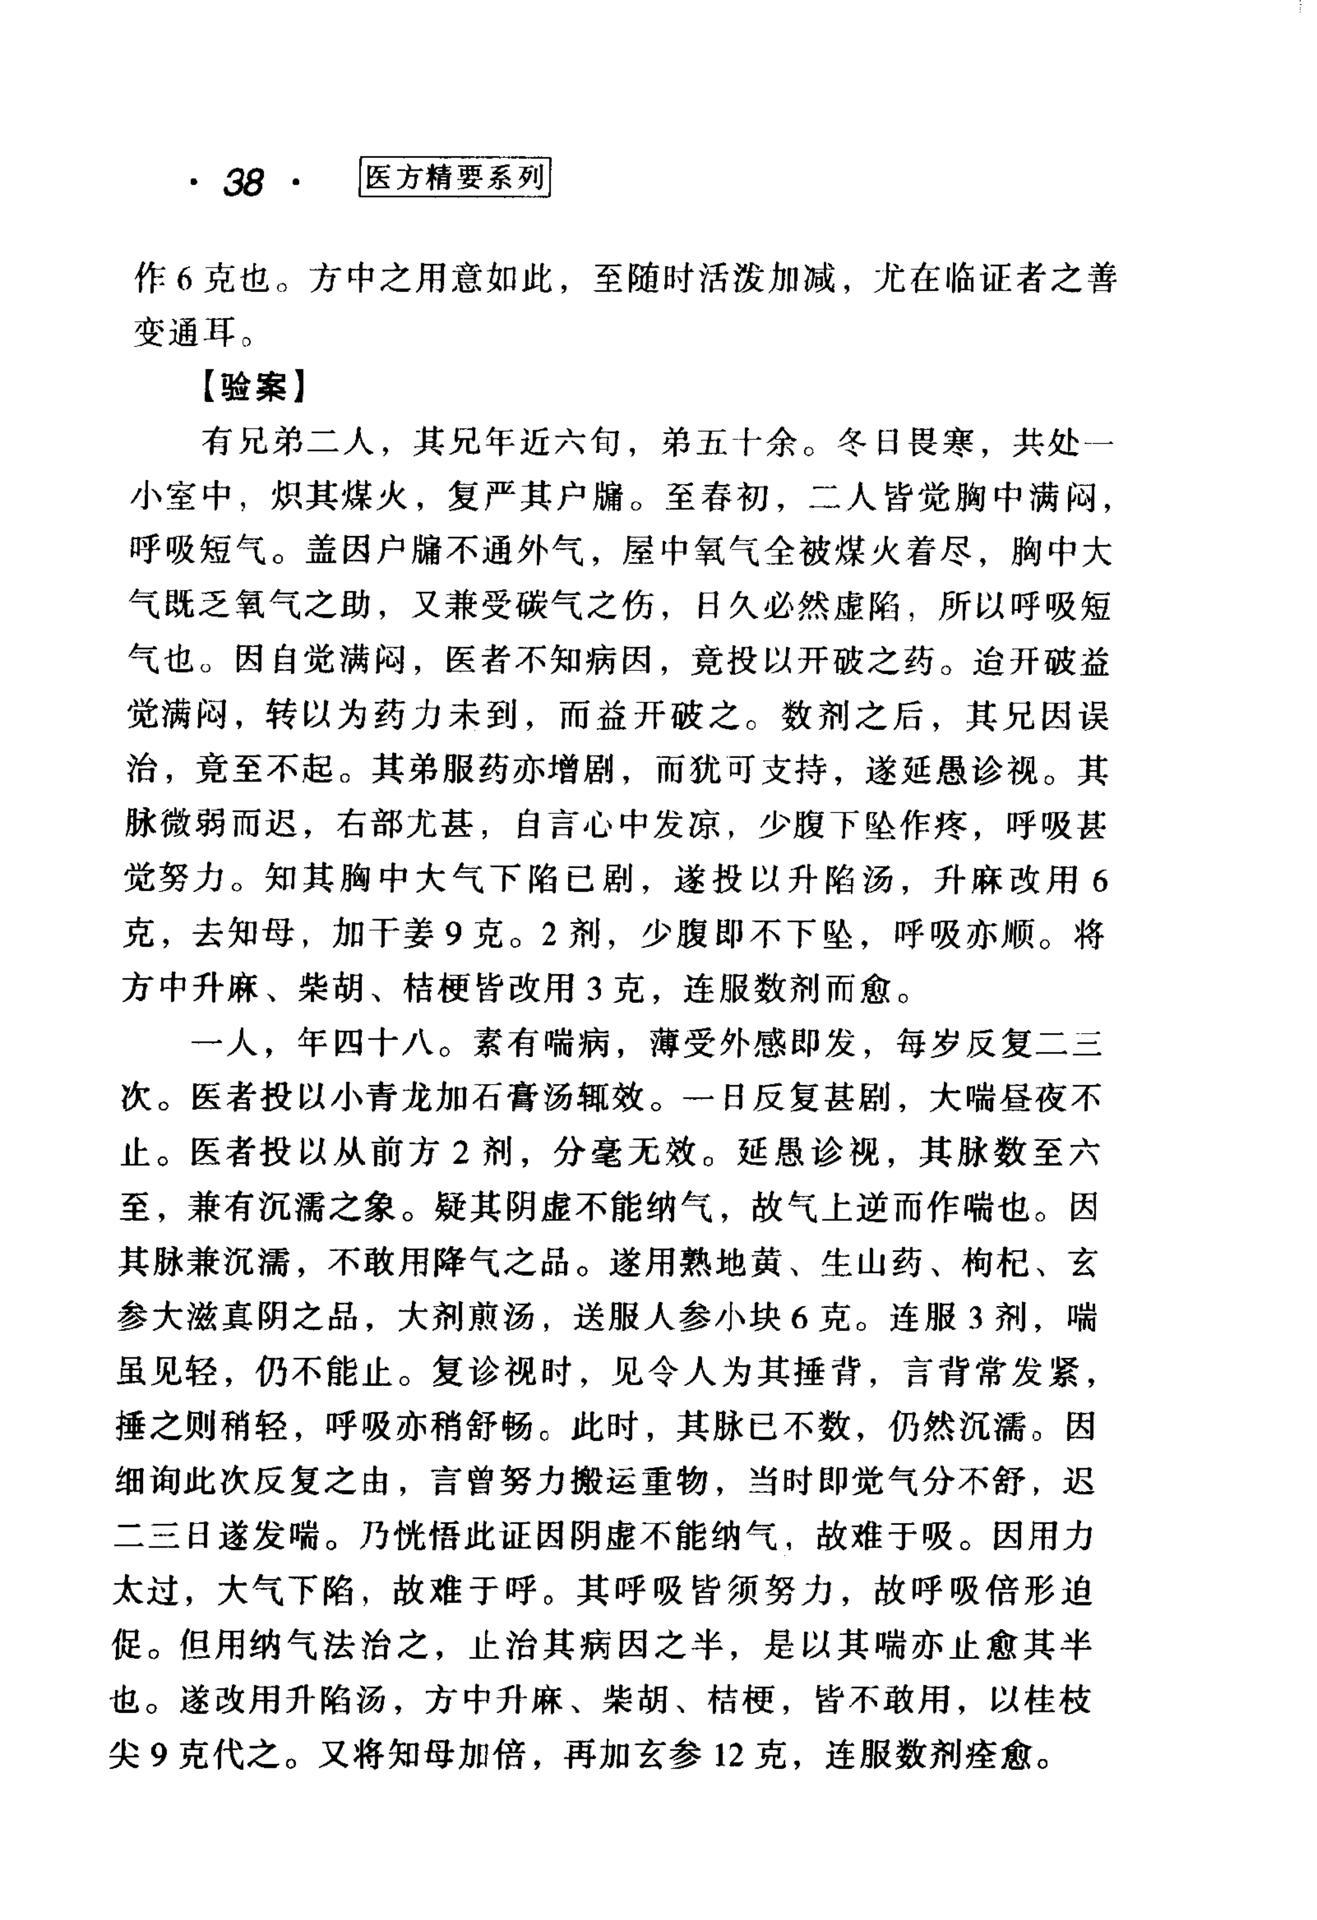 · 38 · 医方精要系列
作6克也。方中之用意如此，至随时活泼加减，尤在临证者之善
变通耳。
【验案】
有兄弟二人，其兄年近六旬，弟五十余。冬日畏寒，共处一
小室中，炽其煤火，复严其户牖。至春初，二人皆觉胸中满闷，
呼吸短气。盖因户牖不通外气，屋中氧气全被煤火着尽，胸中大
气既乏氧气之助，又兼受碳气之伤，日久必然虚陷，所以呼吸短
气也。因自觉满闷，医者不知病因，竟投以开破之药。迨开破益
觉满闷，转以为药力未到，而益开破之。数剂之后，其兄因误
治，竟至不起。其弟服药亦增剧，而犹可支持，遂延愚诊视。其
脉微弱而迟，右部尤甚，自言心中发凉，少腹下坠作疼，呼吸甚
觉努力。知其胸中大气下陷已剧，遂投以升陷汤，升麻改用6
克，去知母，加干姜9克。2剂，少腹即不下坠，呼吸亦顺。将
方中升麻、柴胡、桔梗皆改用3克，连服数剂而愈。
一人，年四十八。素有喘病，薄受外感即发，每岁反复二三
次。医者投以小青龙加石膏汤辄效。一日反复甚剧，大喘昼夜不
止。医者投以从前方2剂，分毫无效。延愚诊视，其脉数至六
至，兼有沉濡之象。疑其阴虚不能纳气，故气上逆而作喘也。因
其脉兼沉濡，不敢用降气之品。遂用熟地黄、生山药、枸杞、玄
参大滋真阴之品，大剂煎汤，送服人参小块6克。连服3剂，喘
虽见轻，仍不能止。复诊视时，见令人为其捶背，言背常发紧，
捶之则稍轻，呼吸亦稍舒畅。此时，其脉已不数，仍然沉濡。因
细询此次反复之由，言曾努力搬运重物，当时即觉气分不舒，迟
二三日遂发喘。乃恍悟此证因阴虚不能纳气，故难于吸。因用力
太过，大气下陷，故难于呼。其呼吸皆须努力，故呼吸倍形迫
促。但用纳气法治之，止治其病因之半，是以其喘亦止愈其半
也。遂改用升陷汤，方中升麻、柴胡、桔梗，皆不敢用，以桂枝
尖9克代之。又将知母加倍，再加玄参12克，连服数剂痊愈。